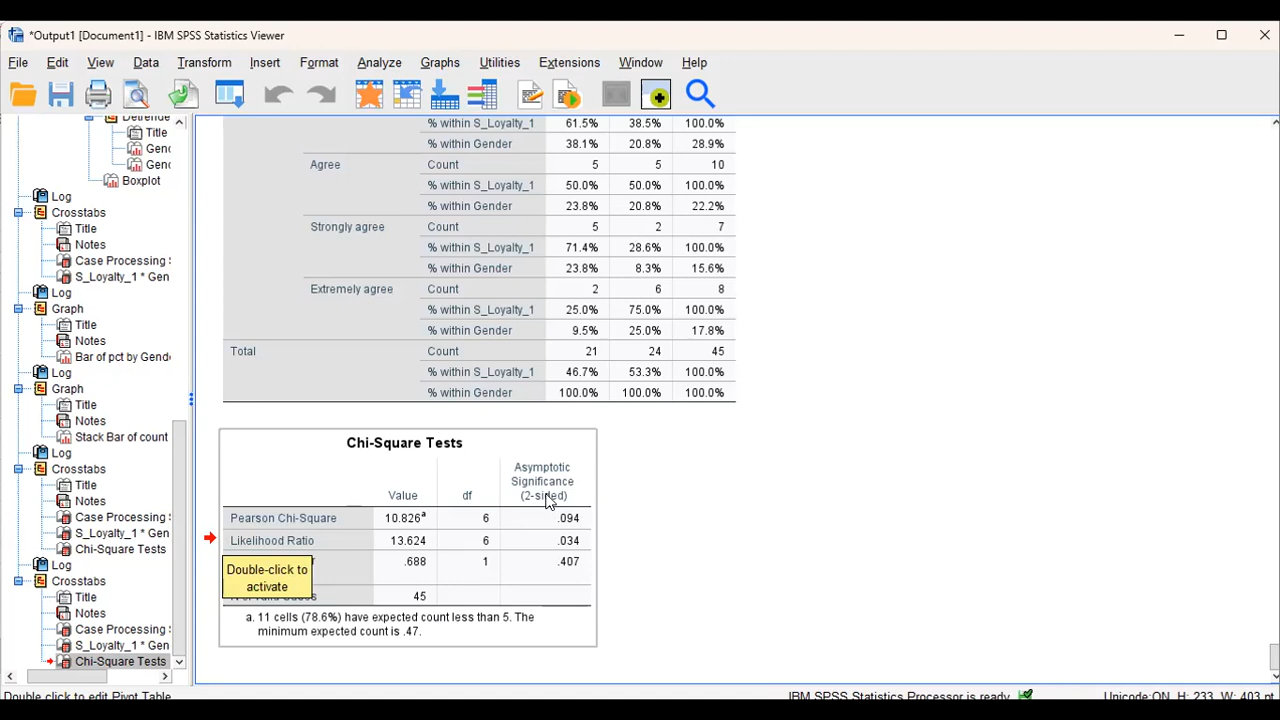 *Output1 [Document1] - IBM SPSS Statistics Viewer
File Edit View Data Transform Insert Format Analyze Graphs Utilities Extensions Window Help
Title
Gend
Gend
Boxplot
Log
Crosstabs
Title
Notes
Case Processing S
S_Loyalty_1 * Gen
Log
Graph
Title
Notes
Bar of pct by Gende
Log
Graph
Title
Notes
Stack Bar of count
Log
Crosstabs
Title
Notes
Case Processing S
S_Loyalty_1 * Gen
Chi-Square Tests
Log
Crosstabs
Title
Notes
Case Processing S
S_Loyalty_1 * Gen
Chi-Square Tests
% within S_Loyalty_1 61.5% 38.5% 100.0%
% within Gender 38.1% 20.8% 28.9%
Agree Count 5 5 10
% within S_Loyalty_1 50.0% 50.0% 100.0%
% within Gender 23.8% 20.8% 22.2%
Strongly agree Count 5 2 7
% within S_Loyalty_1 71.4% 28.6% 100.0%
% within Gender 23.8% 8.3% 15.6%
Extremely agree Count 2 6 8
% within S_Loyalty_1 25.0% 75.0% 100.0%
% within Gender 9.5% 25.0% 17.8%
Total Count 21 24 45
% within S_Loyalty_1 46.7% 53.3% 100.0%
% within Gender 100.0% 100.0% 100.0%
Chi-Square Tests
Asymptotic
Significance
Value df (2-sided)
Pearson Chi-Square 10.826a 6 .094
Likelihood Ratio 13.624 6 .034
.688 1 .407
Double-click to
activate
45
a. 11 cells (78.6%) have expected count less than 5. The
minimum expected count is .47.
Double click to edit Pivot Table IBM SPSS Statistics Processor is ready Unicode:ON H: 233, W: 403 pt